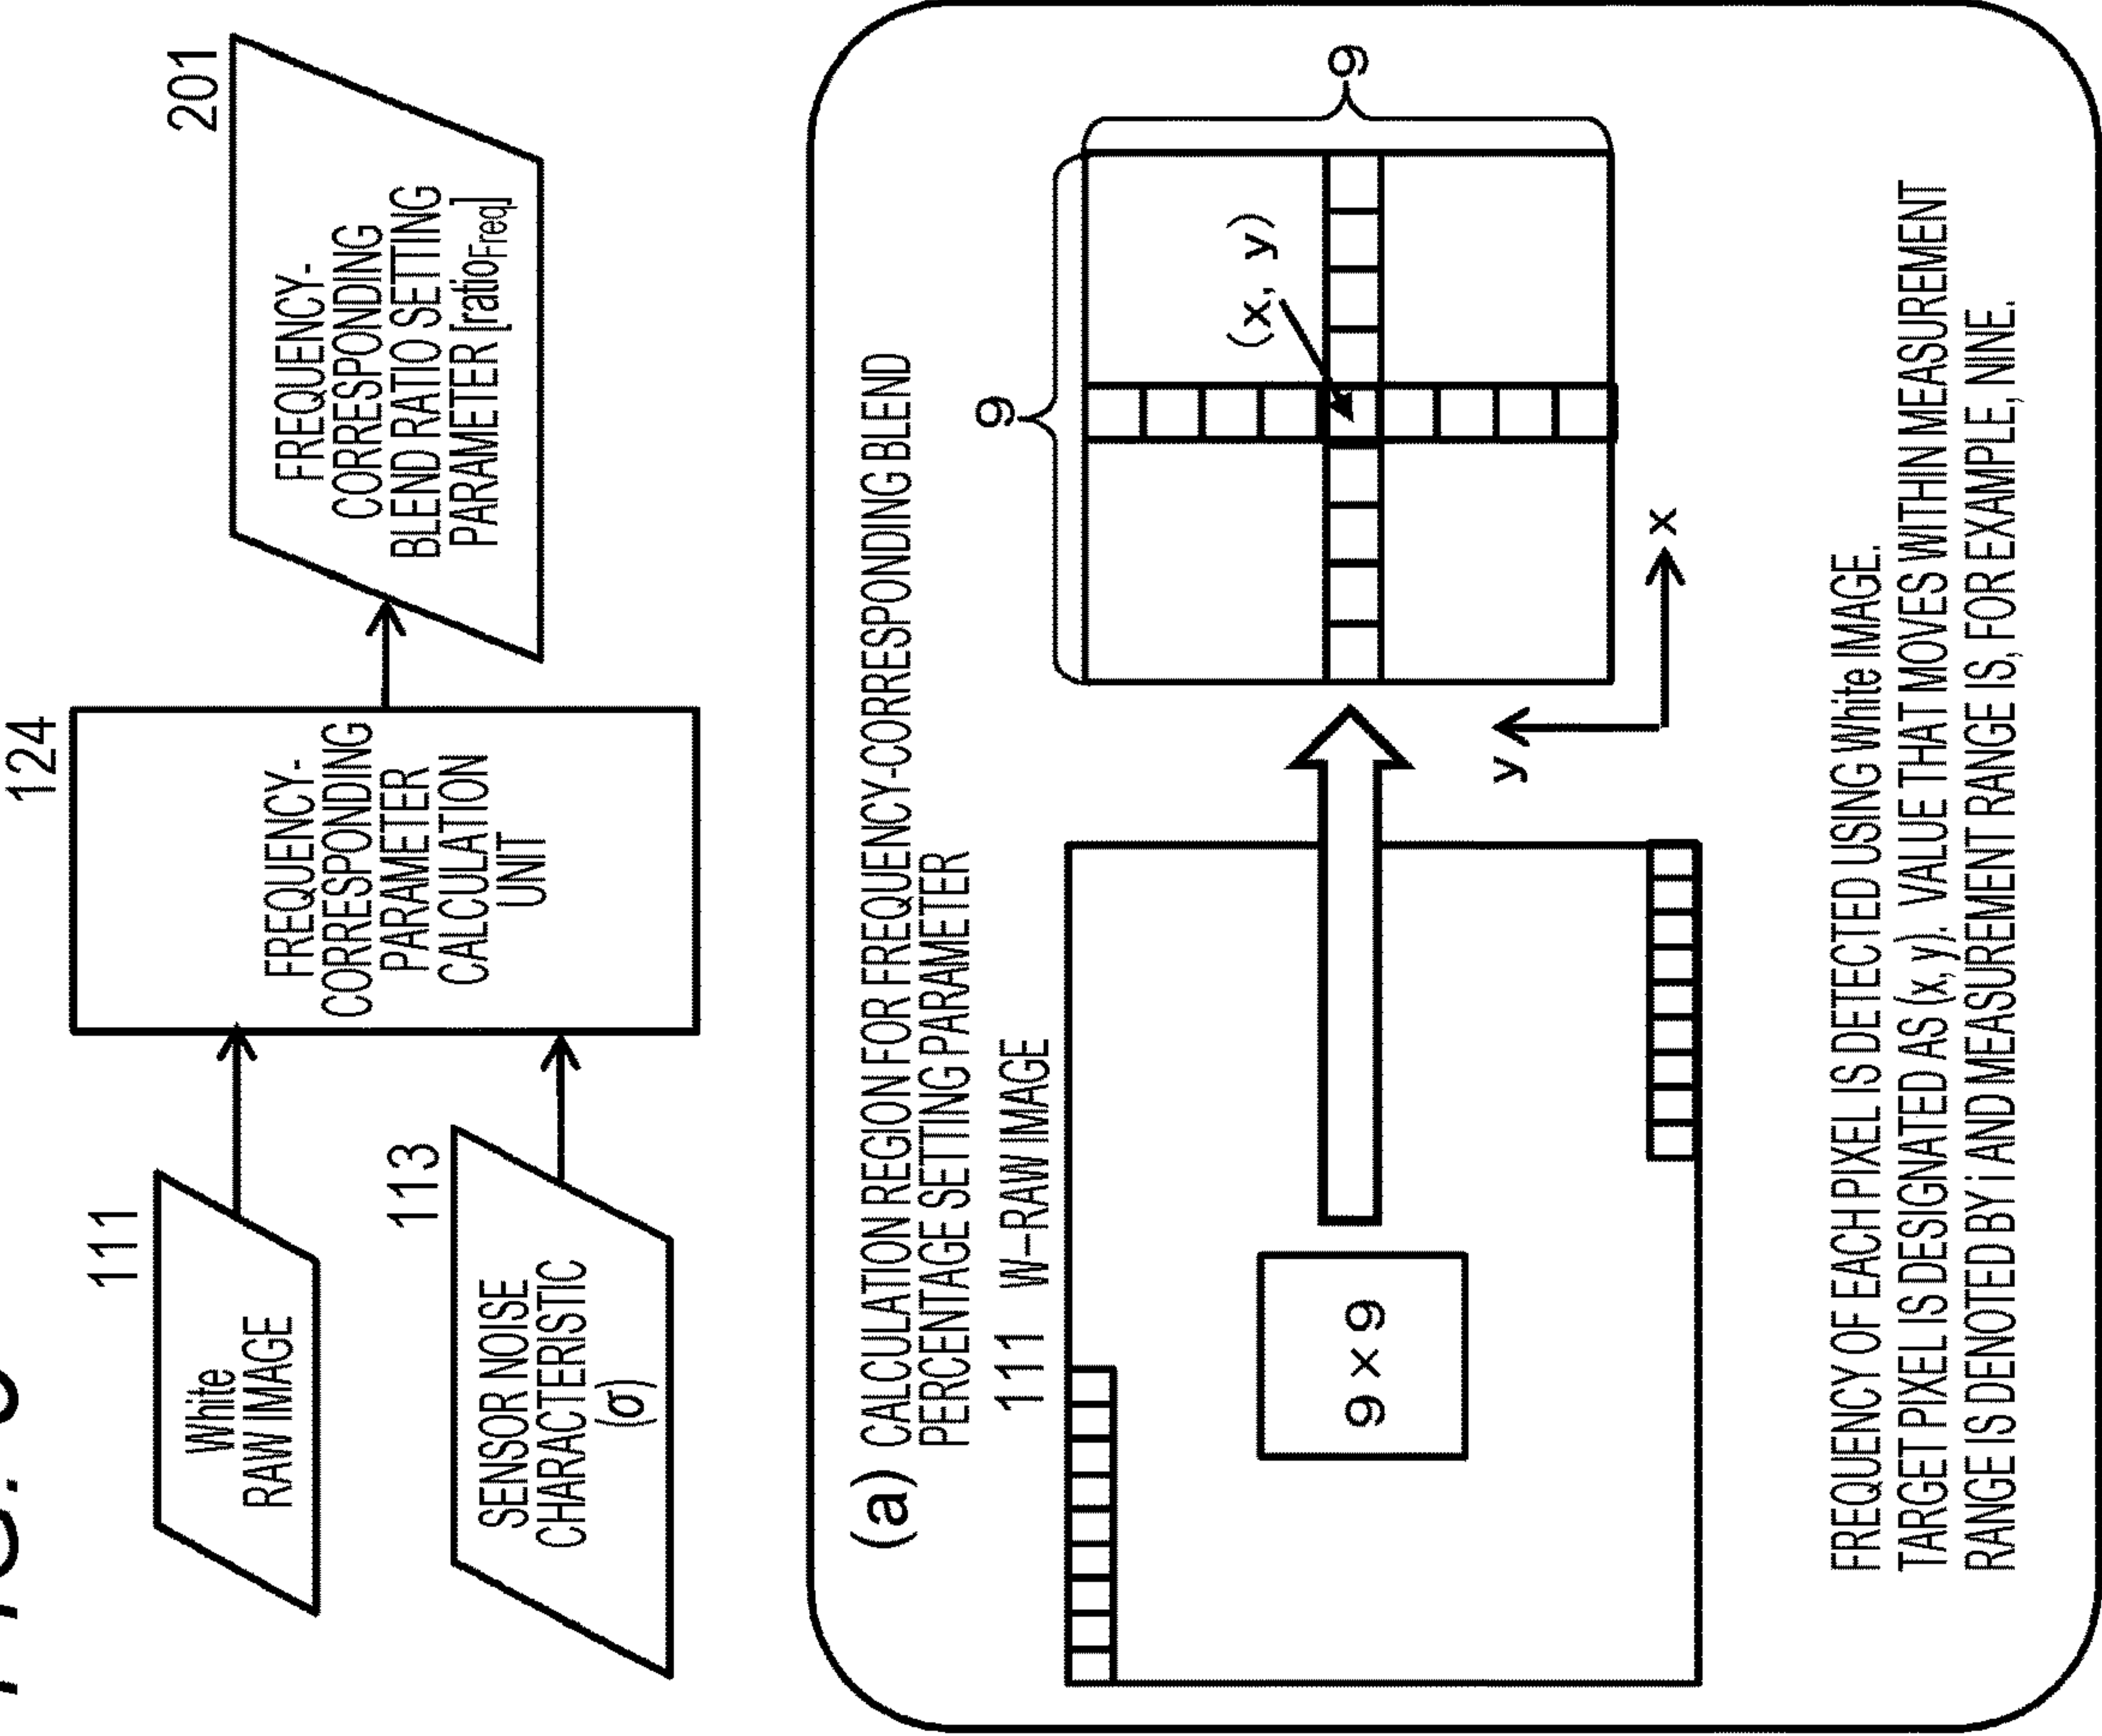 111
White
RAW IMAGE
113
SENSOR NOISE
CHARACTERISTIC
(σ)
124
FREQUENCY-
CORRESPONDING
PARAMETER
CALCULATION
UNIT
201
FREQUENCY-
CORRESPONDING
BLEND RATIO SETTING
PARAMETER [ratioFreq]
(a) CALCULATION REGION FOR FREQUENCY-CORRESPONDING BLEND
PERCENTAGE SETTING PARAMETER
111 W-RAW IMAGE
9×9
9
9
(x, y)
y
x
FREQUENCY OF EACH PIXEL IS DETECTED USING White IMAGE.
TARGET PIXEL IS DESIGNATED AS (x, y). VALUE THAT MOVES WITHIN MEASUREMENT
RANGE IS DENOTED BY i AND MEASUREMENT RANGE IS, FOR EXAMPLE, NINE.